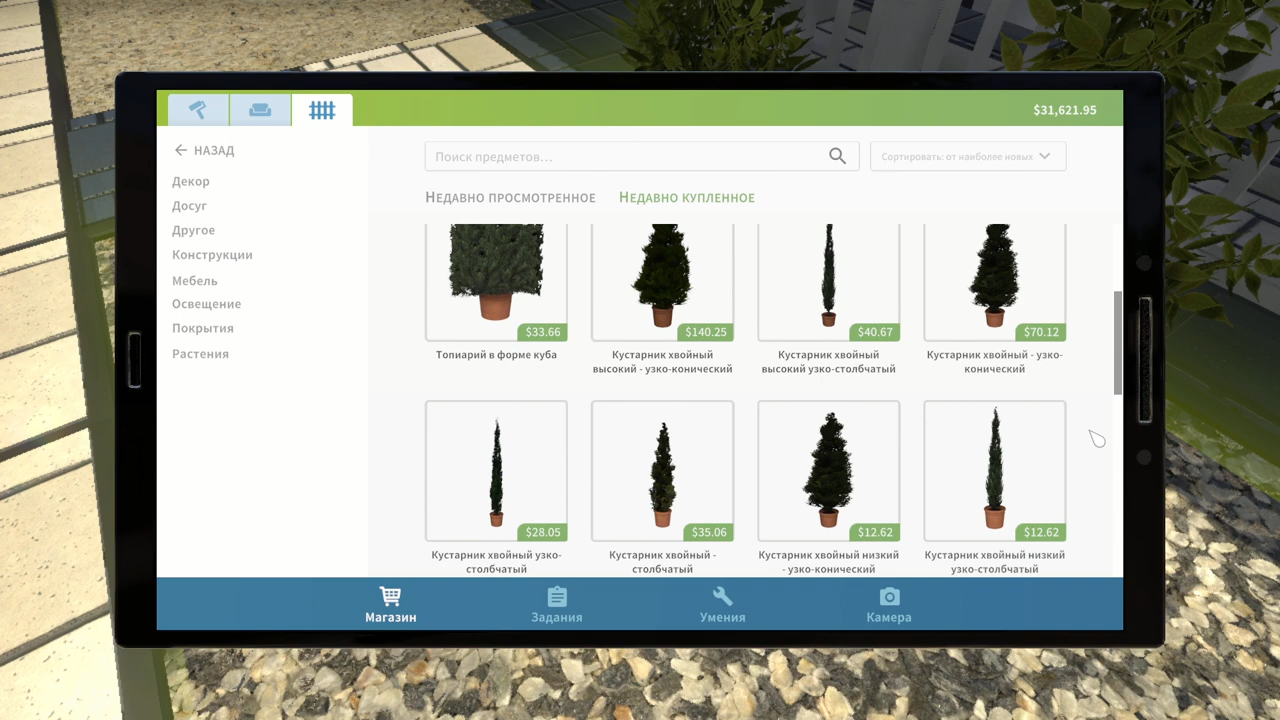 $31,621.95
НАЗАД
Декор
Досуг
Другое
Конструкции
Мебель
Освещение
Покрытия
Растения
Поиск предметов...
Сортировать: от наиболее новых
НЕДАВНО ПРОСМОТРЕННОЕ
НЕДАВНО КУПЛЕННОЕ
$33.66
$140.25
$40.67
$70.12
Топиарий в форме куба
Кустарник хвойный
высокий - узко-конический
Кустарник хвойный
высокий узко-столбчатый
Кустарник хвойный - узко-
конический
$28.05
$35.06
$12.62
$12.62
Кустарник хвойный узко-
столбчатый
Кустарник хвойный -
столбчатый
Кустарник хвойный низкий
- узко-конический
Кустарник хвойный низкий
узко-столбчатый
Магазин
Задания
Умения
Камера